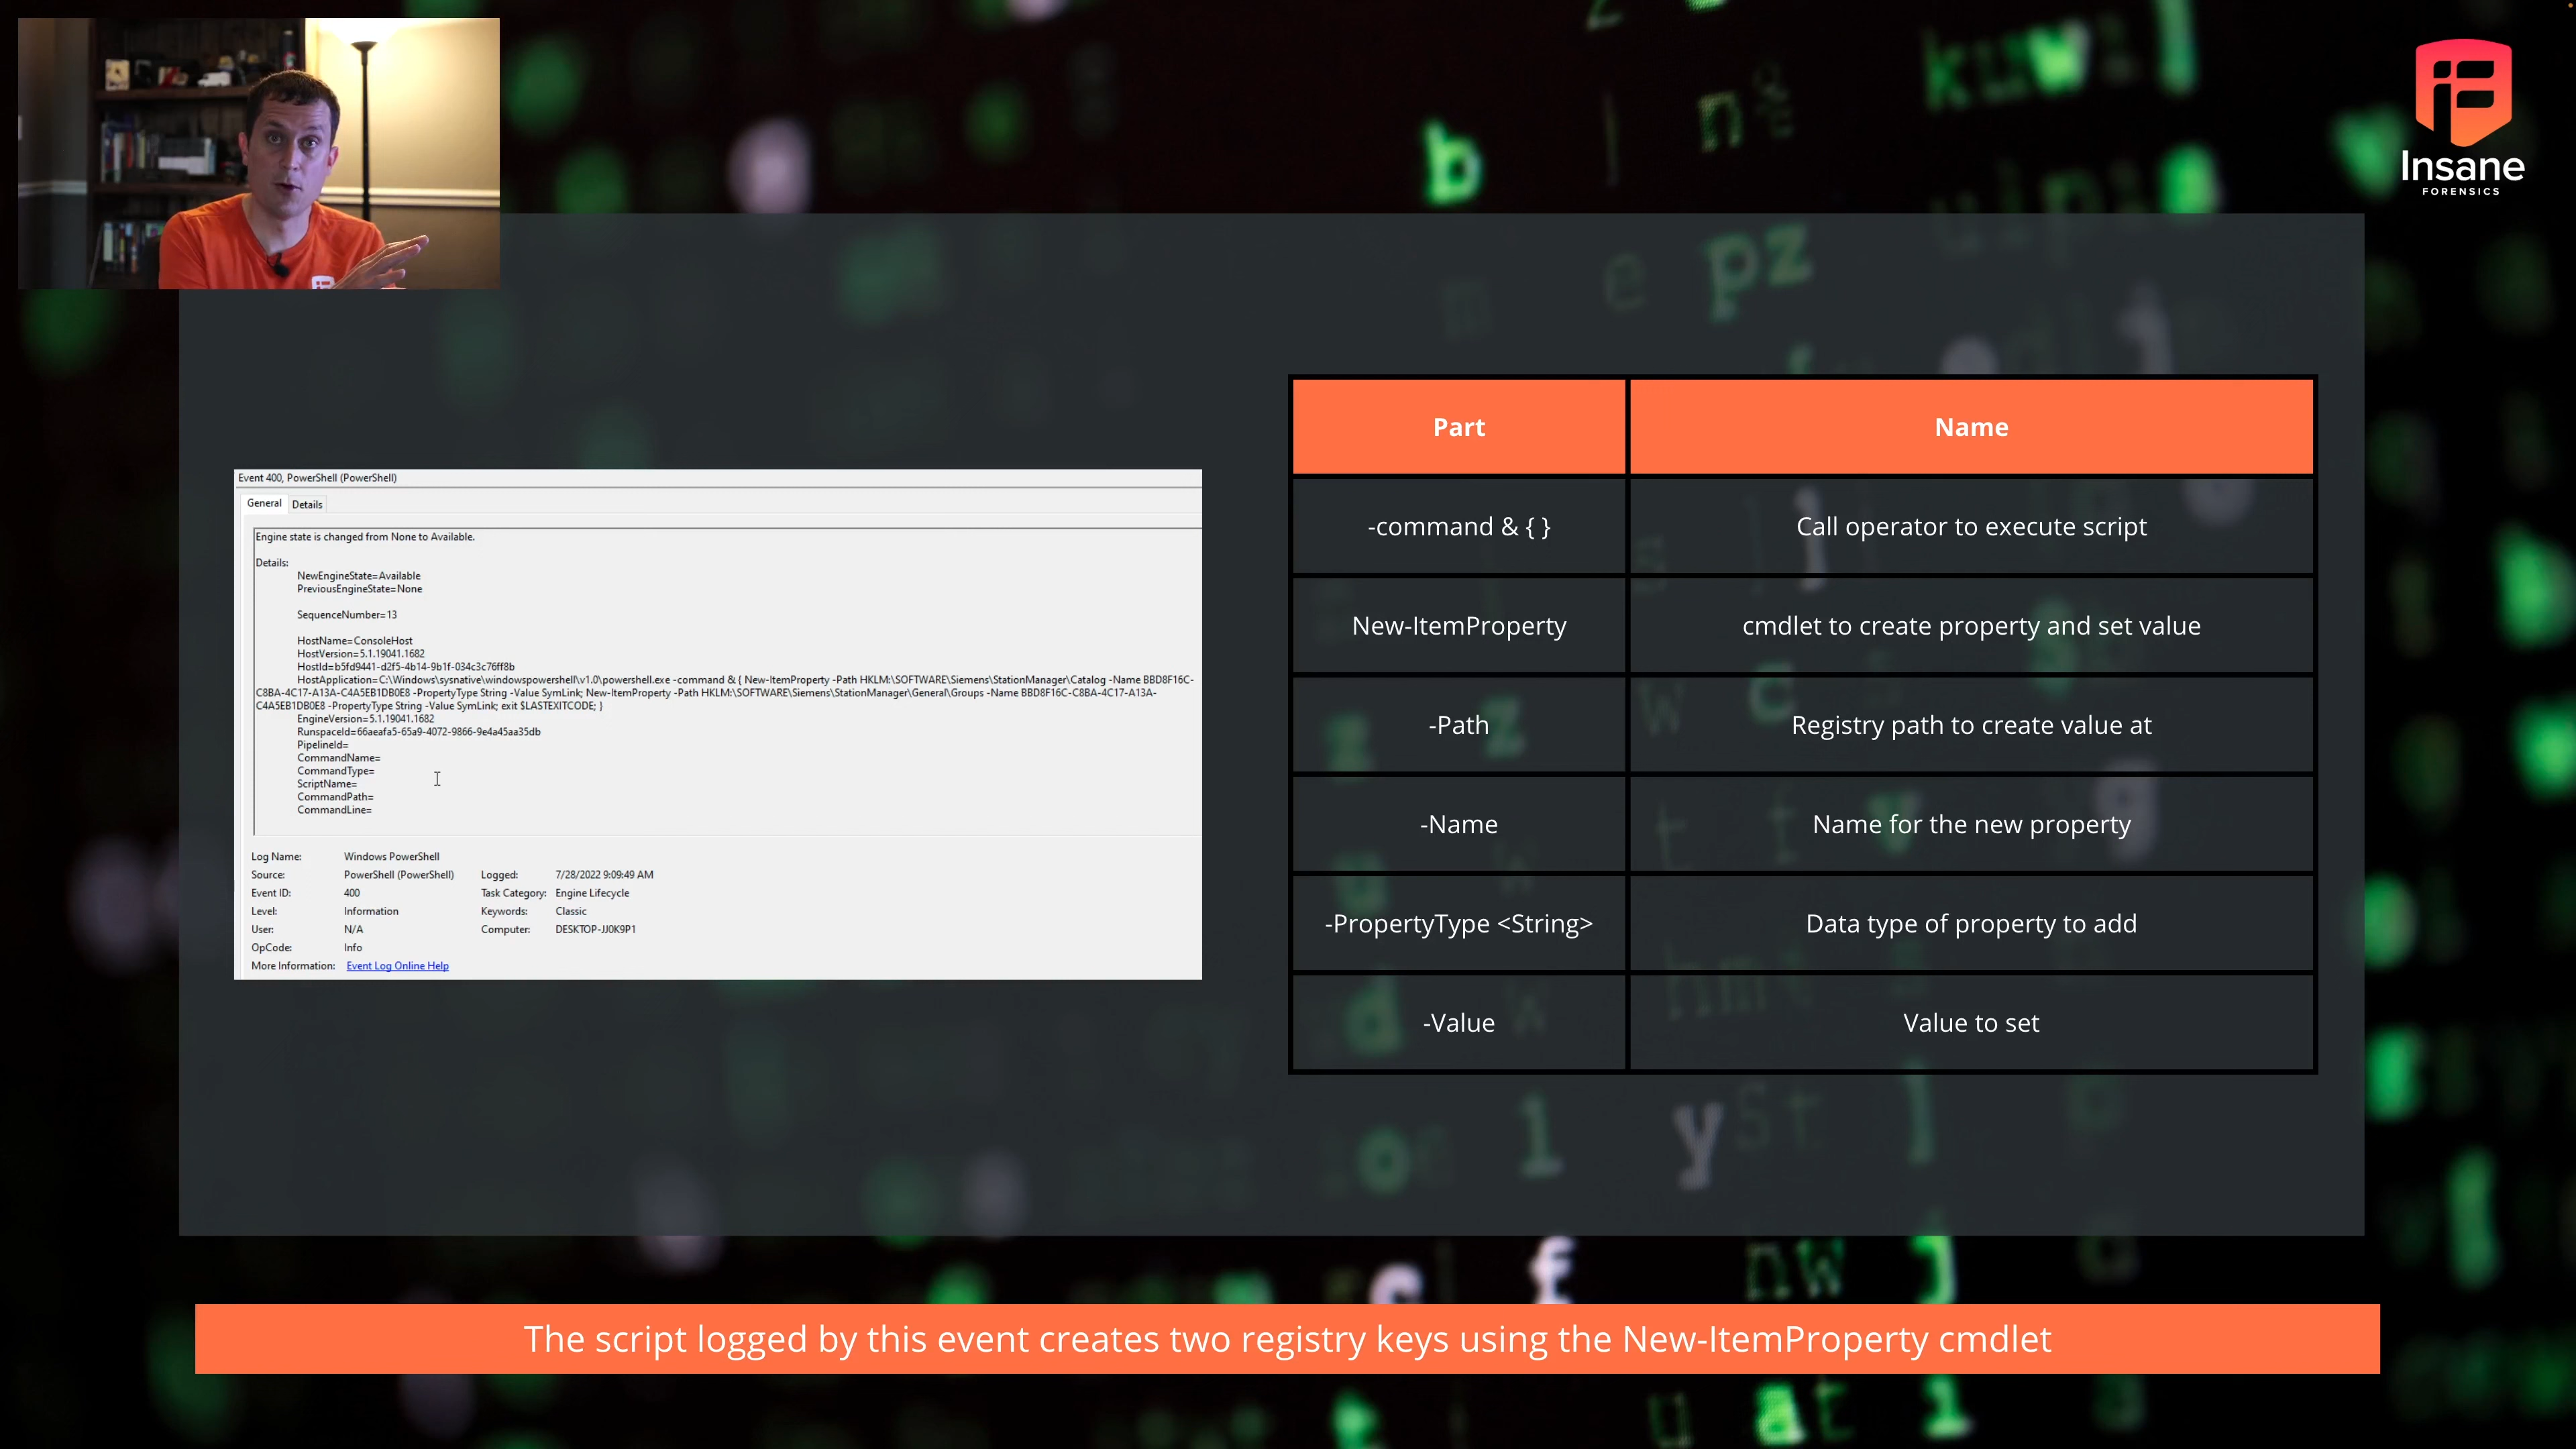 Insane
FORENSICS
Event 400, PowerShell (PowerShell)
General Details
Engine state is changed from None to Available.
Details:
NewEngineState=Available
PreviousEngineState=None
SequenceNumber=13
HostName=ConsoleHost
HostVersion=5.1.19041.1682
HostId=b5fd9441-d2f5-4b14-9b1f-034c3c76ff8b
HostApplication=C:\Windows\sysnative\windowspowershell\v1.0\powershell.exe -command & { New-ItemProperty -Path HKLM:\SOFTWARE\Siemens\StationManager\Catalog -Name BBD8F16C-
C8BA-4C17-A13A-C4A5EB1DB0E8 -PropertyType String -Value SymLink; New-ItemProperty -Path HKLM:\SOFTWARE\Siemens\StationManager\General\Groups -Name BBD8F16C-C8BA-4C17-A13A-
C4A5EB1DB0E8 -PropertyType String -Value SymLink; exit $LASTEXITCODE; }
EngineVersion=5.1.19041.1682
RunspaceId=66aeafa5-65a9-4072-9866-9e4a45aa35db
PipelineId=
CommandName=
CommandType=
ScriptName=
CommandPath=
CommandLine=
Log Name: Windows PowerShell
Source: PowerShell (PowerShell) Logged: 7/28/2022 9:09:49 AM
Event ID: 400 Task Category: Engine Lifecycle
Level: Information Keywords: Classic
User: N/A Computer: DESKTOP-JJ0K9P1
OpCode: Info
More Information: Event Log Online Help
Part Name
-command & { } Call operator to execute script
New-ItemProperty cmdlet to create property and set value
-Path Registry path to create value at
-Name Name for the new property
-PropertyType <String> Data type of property to add
-Value Value to set
The script logged by this event creates two registry keys using the New-ItemProperty cmdlet